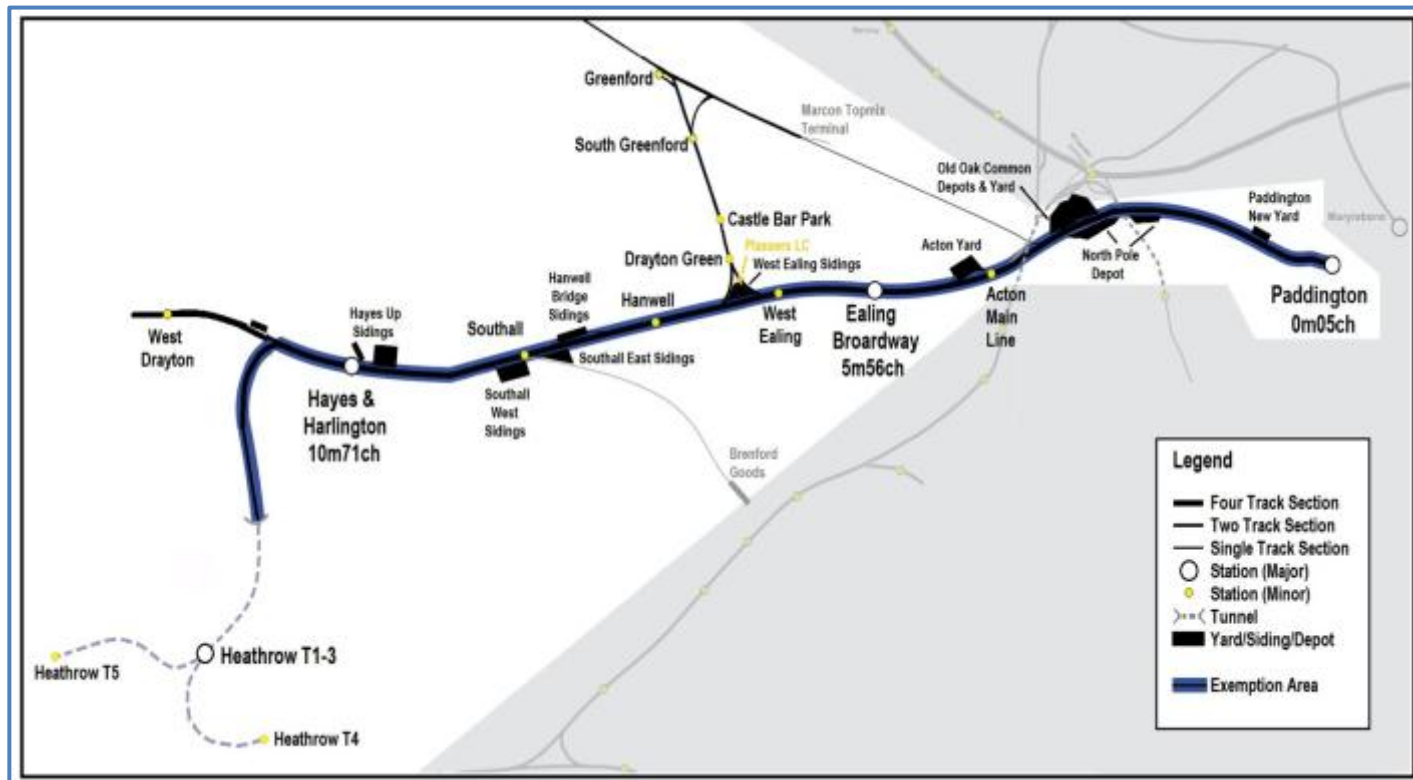 Greenford
South Greenford
Marcon Topmix
Terminal
Castle Bar Park
Plassers LC
Drayton Green
West Ealing Sidings
Old Oak Common
Depots & Yard
Paddington
New Yard
Marylebone
Acton Yard
North Pole
Depot
Paddington
0m05ch
Acton
Main
Line
Ealing
Broardway
5m56ch
West
Ealing
Hanwell
Hanwell
Bridge
Sidings
Southall
Southall East Sidings
Southall
West
Sidings
Hayes Up
Sidings
Hayes &
Harlington
10m71ch
West
Drayton
Brenford
Goods
Heathrow T1-3
Heathrow T5
Heathrow T4
Legend
Four Track Section
Two Track Section
Single Track Section
Station (Major)
Station (Minor)
Tunnel
Yard/Siding/Depot
Exemption Area